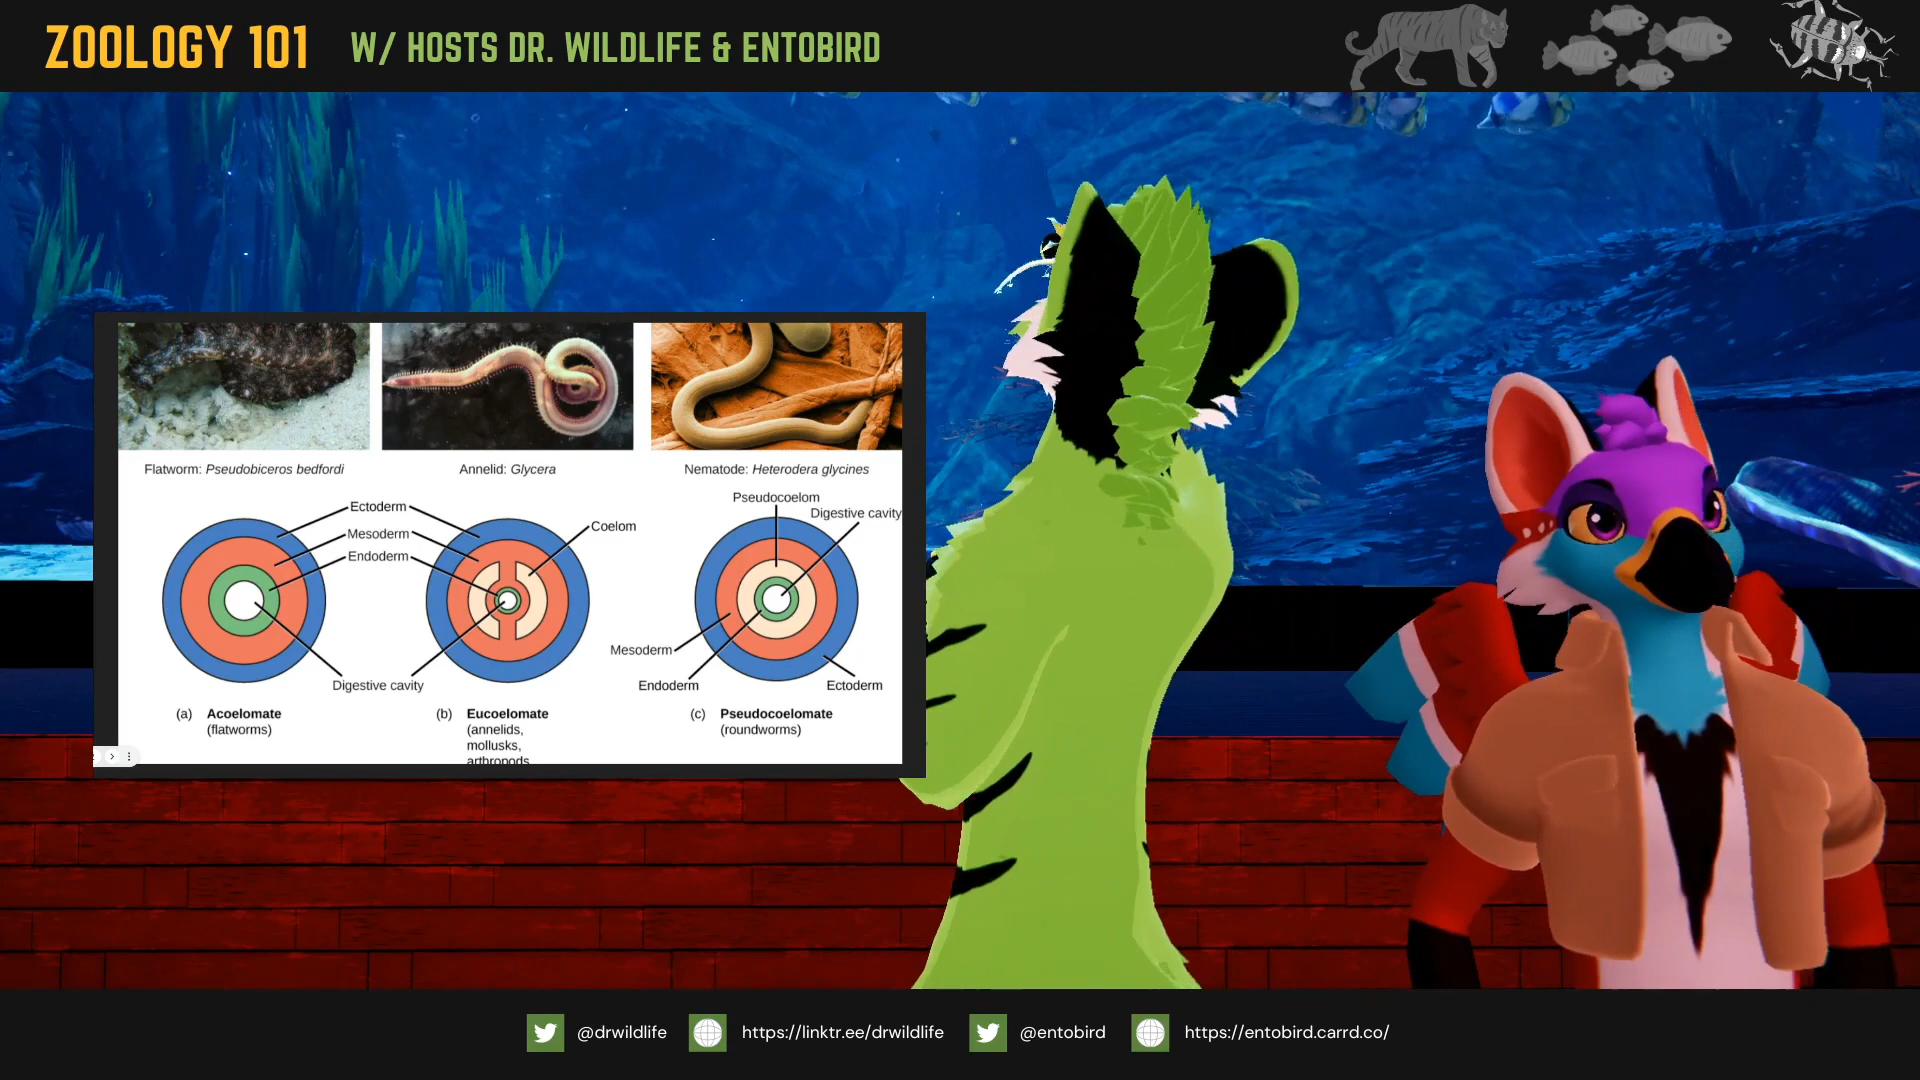 ZOOLOGY 101
W/ HOSTS DR. WILDLIFE & ENTOBIRD
Flatworm: Pseudobiceros bedfordi
Annelid: Glycera
Nematode: Heterodera glycines
Ectoderm
Mesoderm
Endoderm
Coelom
Pseudocoelom
Digestive cavity
Mesoderm
Endoderm
Ectoderm
Digestive cavity
(a) Acoelomate
(flatworms)
(b) Eucoelomate
(annelids,
mollusks,
arthropods
(c) Pseudocoelomate
(roundworms)
@drwildlife
https://linktr.ee/drwildlife
@entobird
https://entobird.carrd.co/